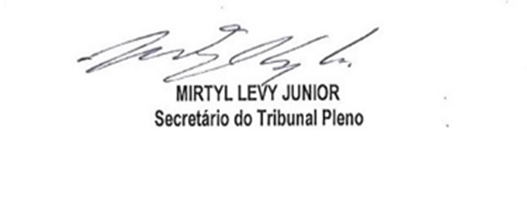 MIRTYL LEVY JUNIOR
Secretário do Tribunal Pleno